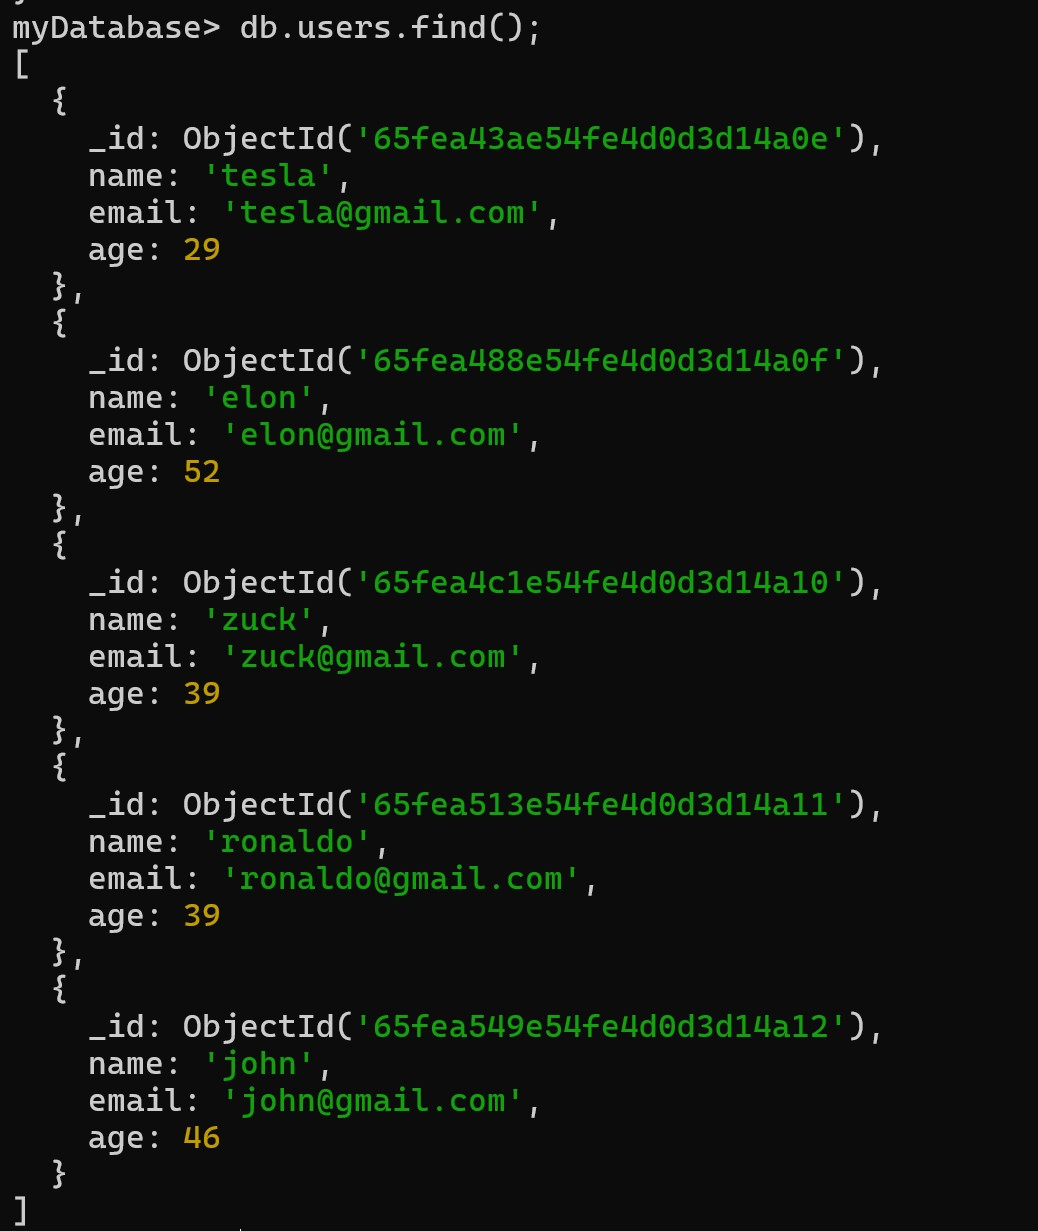 myDatabase> db.users.find();
[
  {
    _id: ObjectId('65fea43ae54fe4d0d3d14a0e'),
    name: 'tesla',
    email: 'tesla@gmail.com',
    age: 29
  },
  {
    _id: ObjectId('65fea488e54fe4d0d3d14a0f'),
    name: 'elon',
    email: 'elon@gmail.com',
    age: 52
  },
  {
    _id: ObjectId('65fea4c1e54fe4d0d3d14a10'),
    name: 'zuck',
    email: 'zuck@gmail.com',
    age: 39
  },
  {
    _id: ObjectId('65fea513e54fe4d0d3d14a11'),
    name: 'ronaldo',
    email: 'ronaldo@gmail.com',
    age: 39
  },
  {
    _id: ObjectId('65fea549e54fe4d0d3d14a12'),
    name: 'john',
    email: 'john@gmail.com',
    age: 46
  }
]